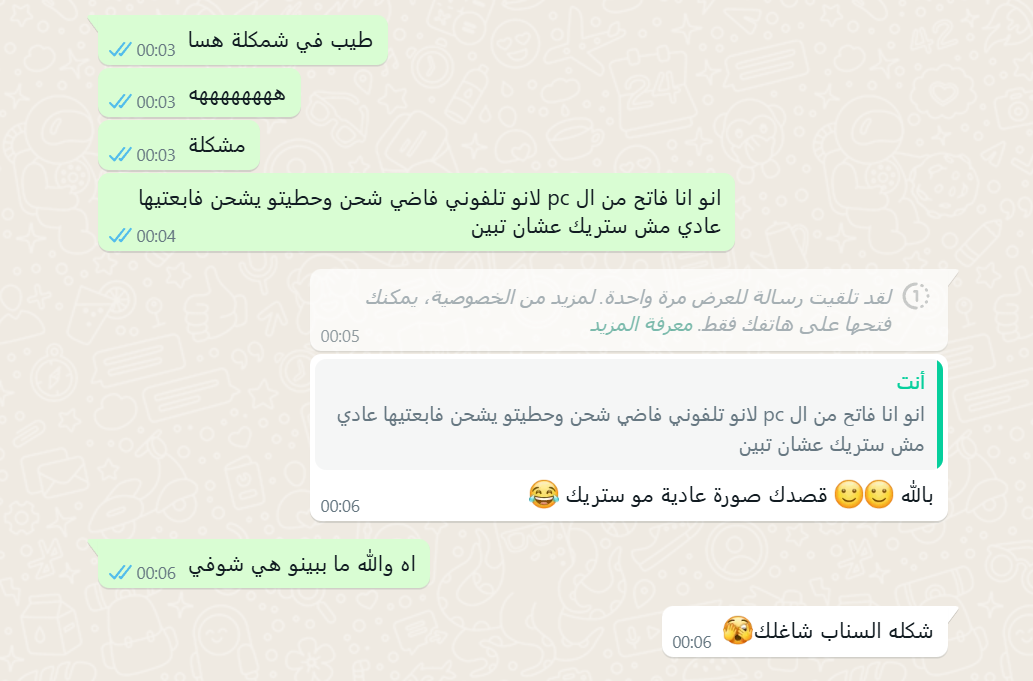 طيب في شمكلة هسا
00:03
ههههههههه
00:03
مشكلة
00:03
انو انا فاتح من ال pc لانو تلفوني فاضي شحن وحطيتو يشحن فابعتيها
عادي مش ستريك عشان تبين
00:04
لقد تلقيت رسالة للعرض مرة واحدة. لمزيد من الخصوصية، يمكنك
فتحها على هاتفك فقط. معرفة المزيد
00:05
أنت
انو انا فاتح من ال pc لانو تلفوني فاضي شحن وحطيتو يشحن فابعتيها عادي
مش ستريك عشان تبين
بالله 🙂🙂 قصدك صورة عادية مو ستريك 😂
00:06
اه والله ما ببينو هي شوفي
00:06
شكله السناب شاغلك🫣
00:06